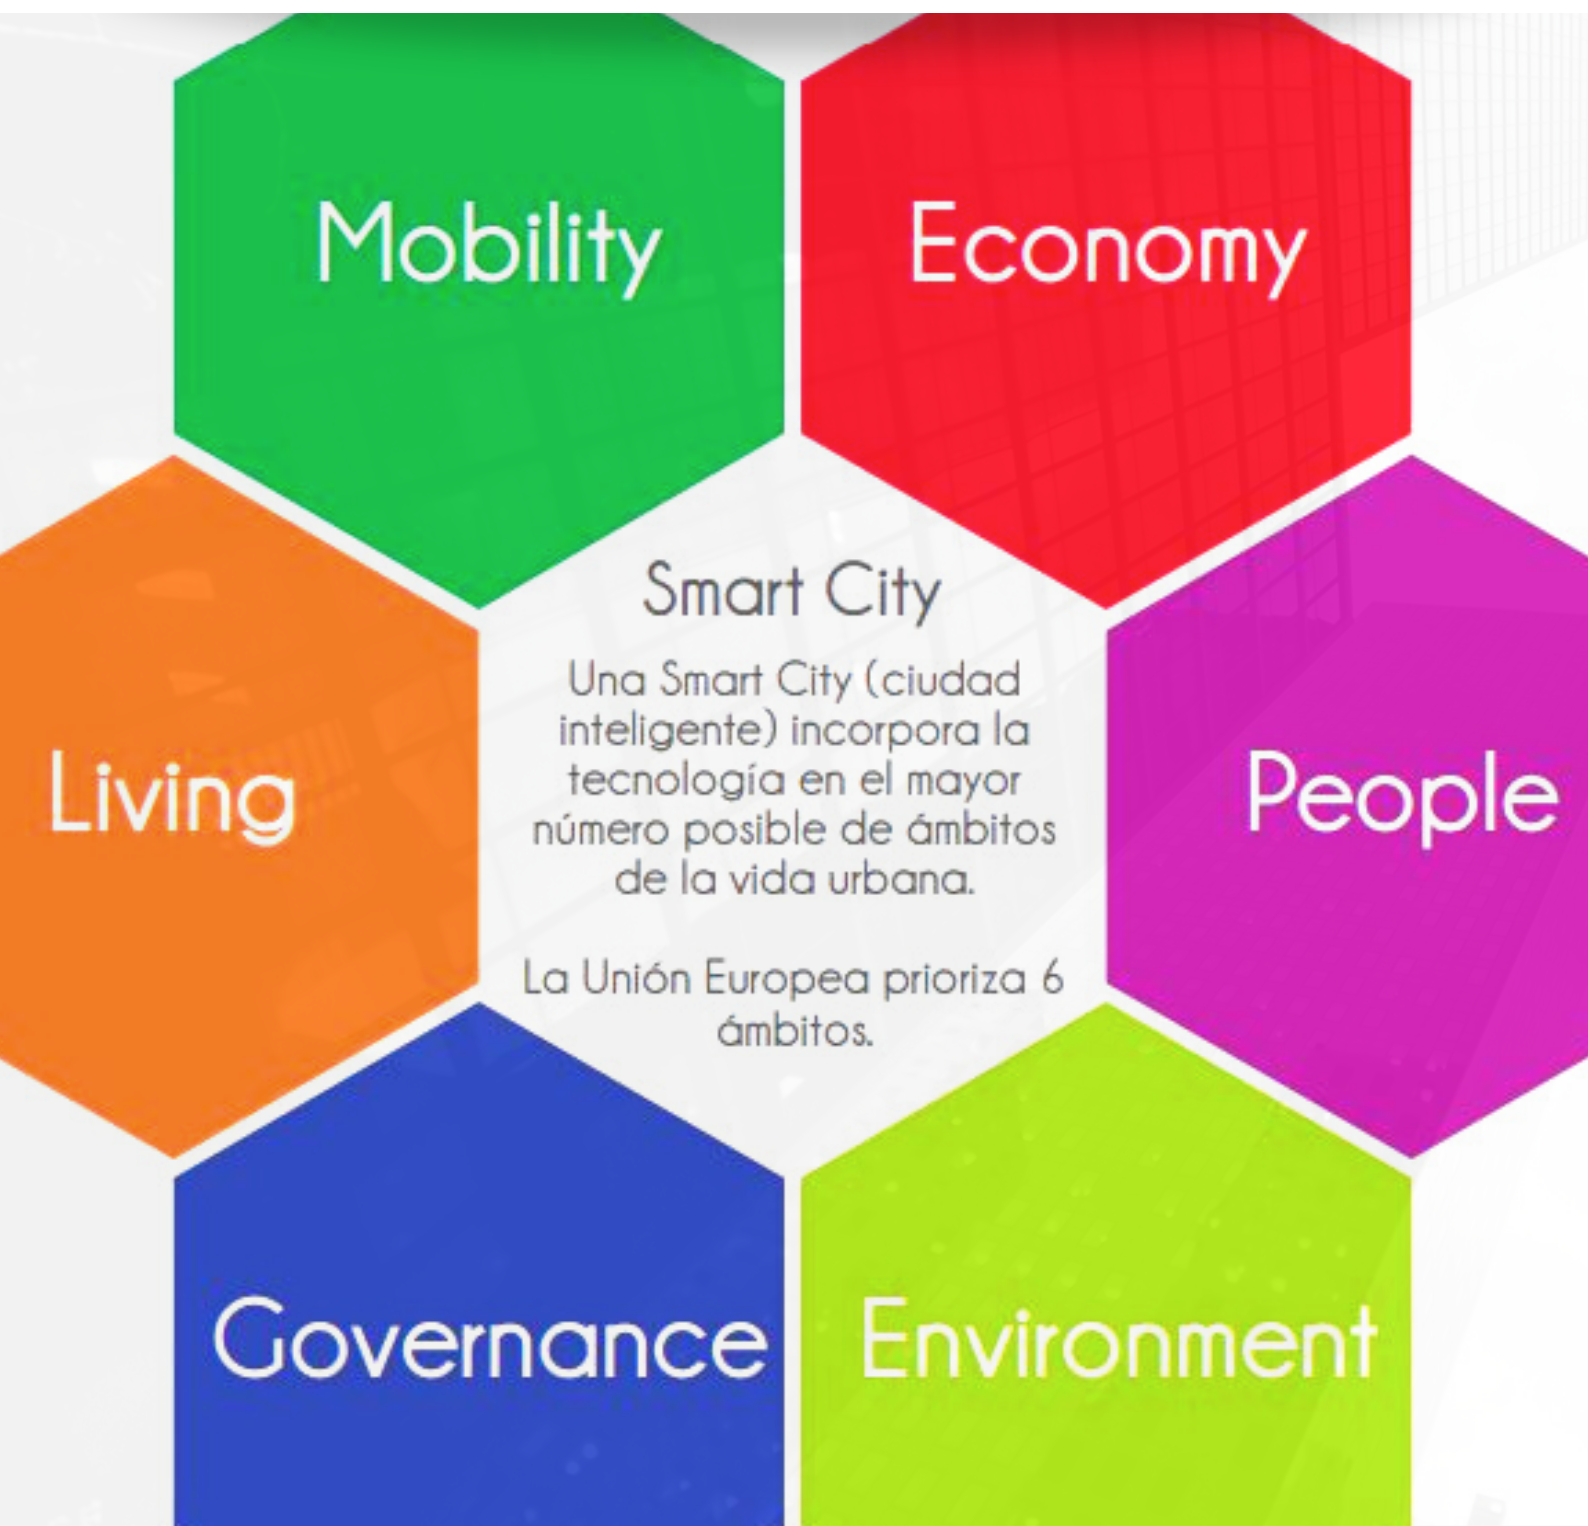 Mobility
Economy
Smart City
Una Smart City (ciudad
inteligente) incorpora la
tecnología en el mayor
número posible de ámbitos
de la vida urbana.
La Unión Europea prioriza 6
ámbitos.
Living
People
Governance
Environment